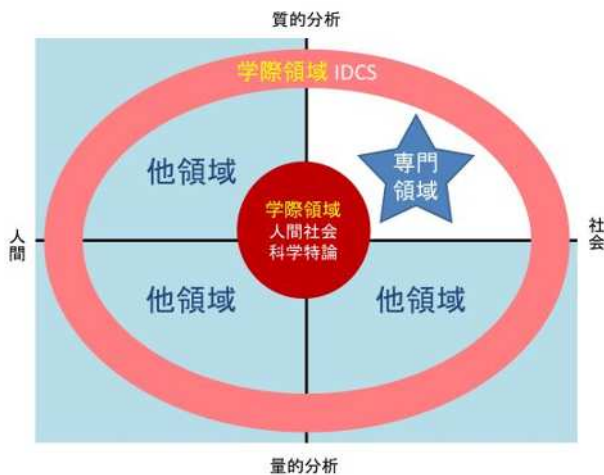 質的分析
学際領域 IDCS
専門
領域
他領域
学際領域
人間社会
科学特論
人間
社会
他領域
他領域
量的分析